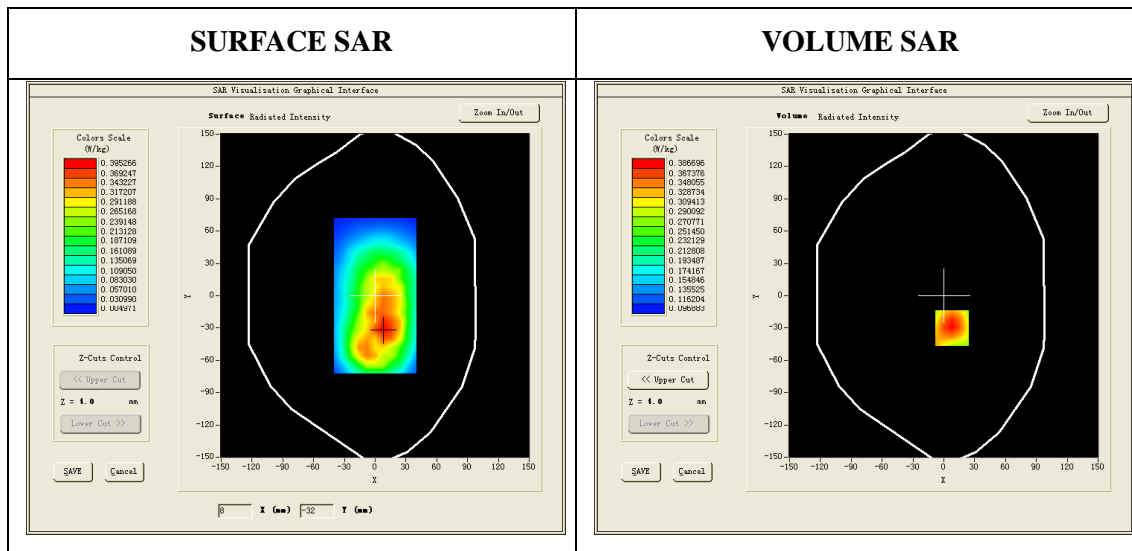 SURFACE SAR
VOLUME SAR
SAR Visualisation Graphical Interface
Surface Radiated Intensity
Zoom In/Out
Colors Scale
(W/kg)
0.395266
0.369247
0.343227
0.317207
0.291188
0.265168
0.239148
0.213128
0.187109
0.161089
0.135069
0.109050
0.083030
0.057010
0.030990
0.004971
150
120
90
60
30
0
-30
-60
-90
-120
-150
Y
-150 -120 -90 -60 -30 0 30 60 90 120 150
X
Z-Cuts Control
<< Upper Cut
Z = 4.0 mm
Lower Cut >>
SAVE Cancel
8 X (mm) -32 Y (mm)
SAR Visualisation Graphical Interface
Volume Radiated Intensity
Zoom In/Out
Colors Scale
(W/kg)
0.386696
0.367376
0.348055
0.328734
0.309413
0.290092
0.270771
0.251450
0.232129
0.212808
0.193487
0.174167
0.154846
0.135525
0.116204
0.096883
150
120
90
60
30
0
-30
-60
-90
-120
-150
Y
-150 -120 -90 -60 -30 0 30 60 90 120 150
X
Z-Cuts Control
<< Upper Cut
Z = 4.0 mm
Lower Cut >>
SAVE Cancel